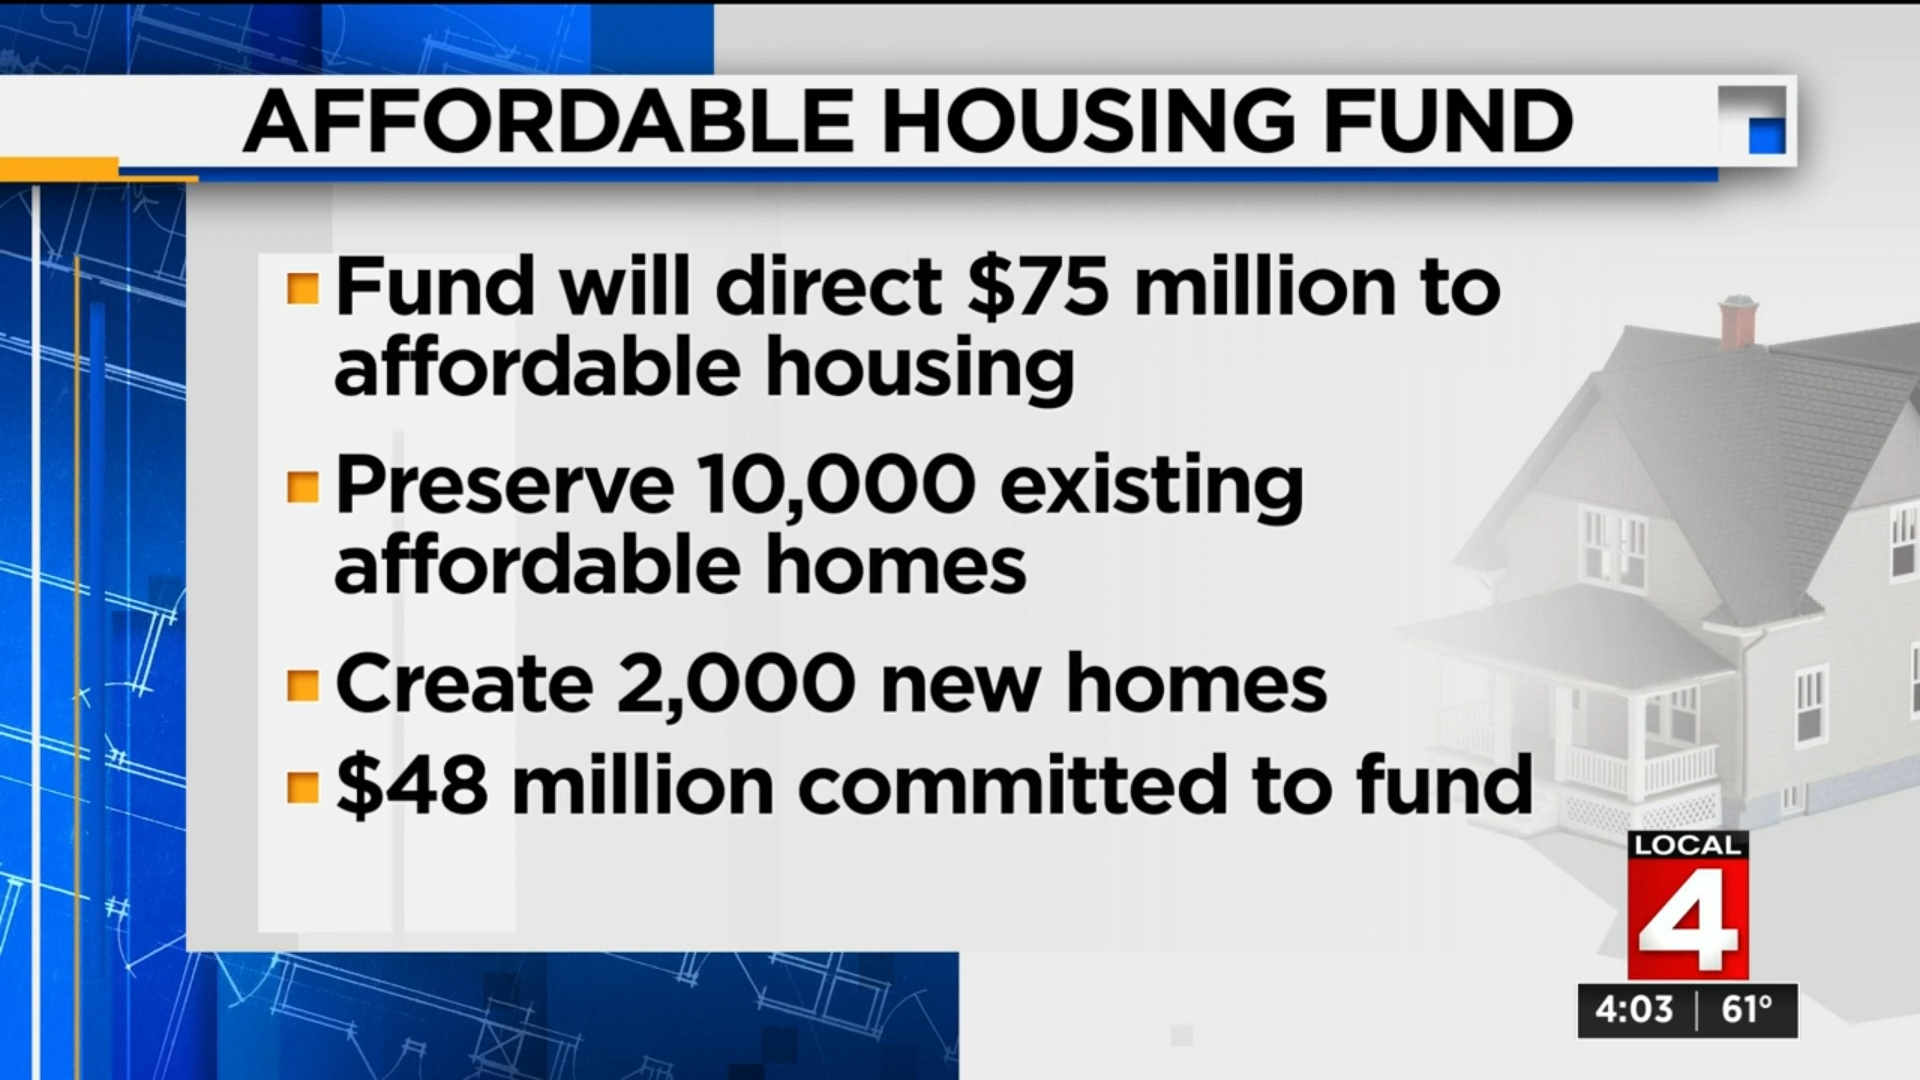 AFFORDABLE HOUSING FUND
Fund will direct $75 million to
affordable housing
Preserve 10,000 existing
affordable homes
Create 2,000 new homes
$48 million committed to fund
LOCAL
4
4:03 | 61°